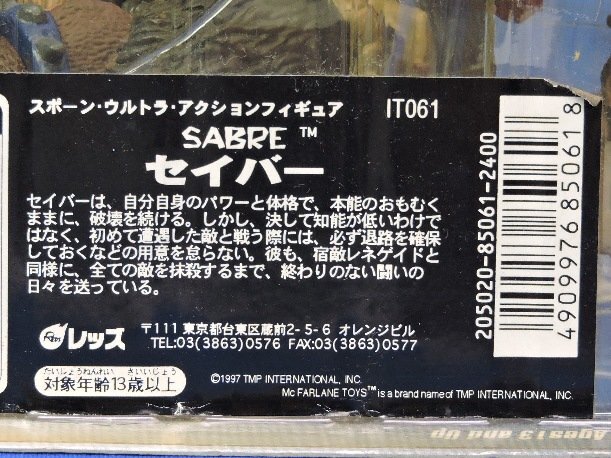 スポーン・ウルトラ・アクションフィギュア IT061
SABRE™
セイバー
セイバーは、自分自身のパワーと体格で、本能のおもむく
ままに、破壊を続ける。しかし、決して知能が低いわけで
はなく、初めて遭遇した敵と戦う際には、必ず退路を確保
しておくなどの用意を怠らない。彼も、宿敵レネゲイドと
同様に、全ての敵を抹殺するまで、終わりのない闘いの
日々を送っている。
レッズ
〒111 東京都台東区蔵前2-5-6 オレンジビル
TEL:03(3863)0576 FAX:03(3863)0577
たいしょうねんれい さいいじょう
対象年齢13歳以上
©1997 TMP INTERNATIONAL, INC.
MCFARLANE TOYS™ is a brand name of TMP INTERNATIONAL, INC.
205020-85061-2400
4909976850618
Ages 13 and Up